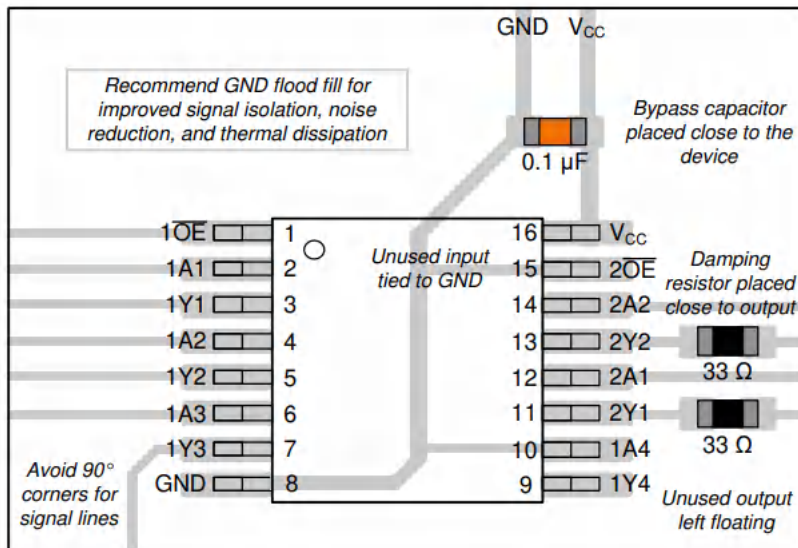 GND VCC
Recommend GND flood fill for
improved signal isolation, noise
reduction, and thermal dissipation
Bypass capacitor
placed close to the
device
0.1 µF
1O̅E̅ 1
1A1 2
1Y1 3
1A2 4
1Y2 5
1A3 6
1Y3 7
GND 8
Unused input
tied to GND
16 VCC
15 2O̅E̅
14 2A2
13 2Y2
12 2A1
11 2Y1
10 1A4
9 1Y4
Damping
resistor placed
close to output
33 Ω
33 Ω
Avoid 90°
corners for
signal lines
Unused output
left floating